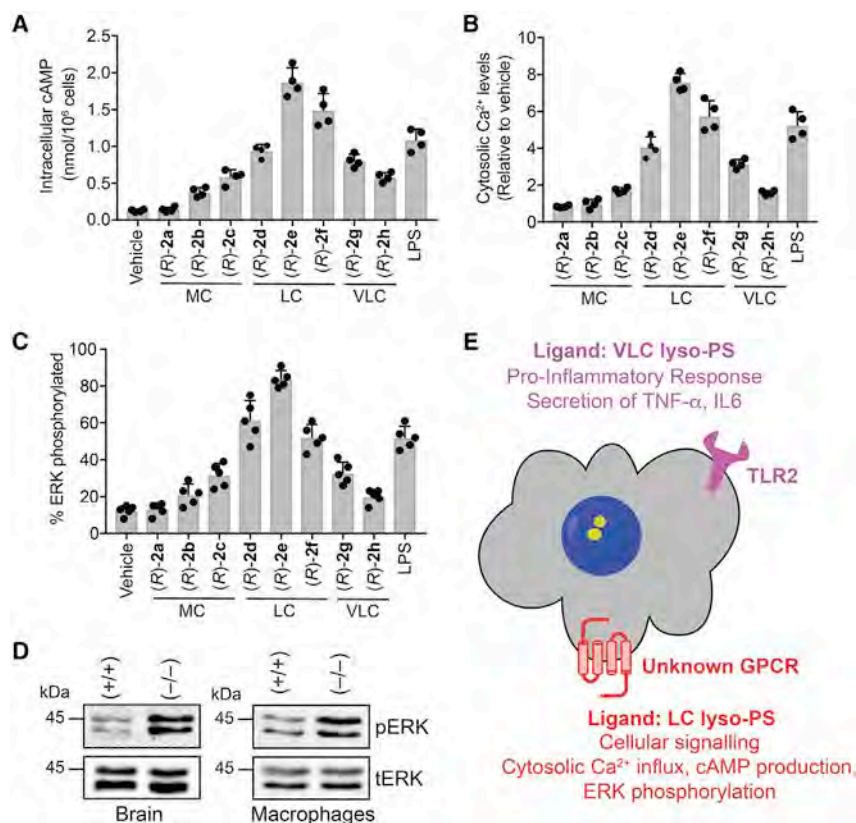 A
Intracellular cAMP
(nmol/10⁶ cells)
2.5
2.0
1.5
1.0
0.5
0.0
Vehicle
(R)-2a
(R)-2b
(R)-2c
(R)-2d
(R)-2e
(R)-2f
(R)-2g
(R)-2h
LPS
MC
LC
VLC
B
Cytosolic Ca²⁺ levels
(Relative to vehicle)
8
6
4
2
0
(R)-2a
(R)-2b
(R)-2c
(R)-2d
(R)-2e
(R)-2f
(R)-2g
(R)-2h
LPS
MC
LC
VLC
C
% ERK phosphorylated
100
80
60
40
20
0
Vehicle
(R)-2a
(R)-2b
(R)-2c
(R)-2d
(R)-2e
(R)-2f
(R)-2g
(R)-2h
LPS
MC
LC
VLC
D
kDa
(+/+)
(−/−)
45
45
Brain
kDa
(+/+)
(−/−)
45
pERK
45
tERK
Macrophages
E
Ligand: VLC lyso-PS
Pro-Inflammatory Response
Secretion of TNF-α, IL6
TLR2
Unknown GPCR
Ligand: LC lyso-PS
Cellular signalling
Cytosolic Ca²⁺ influx, cAMP production,
ERK phosphorylation